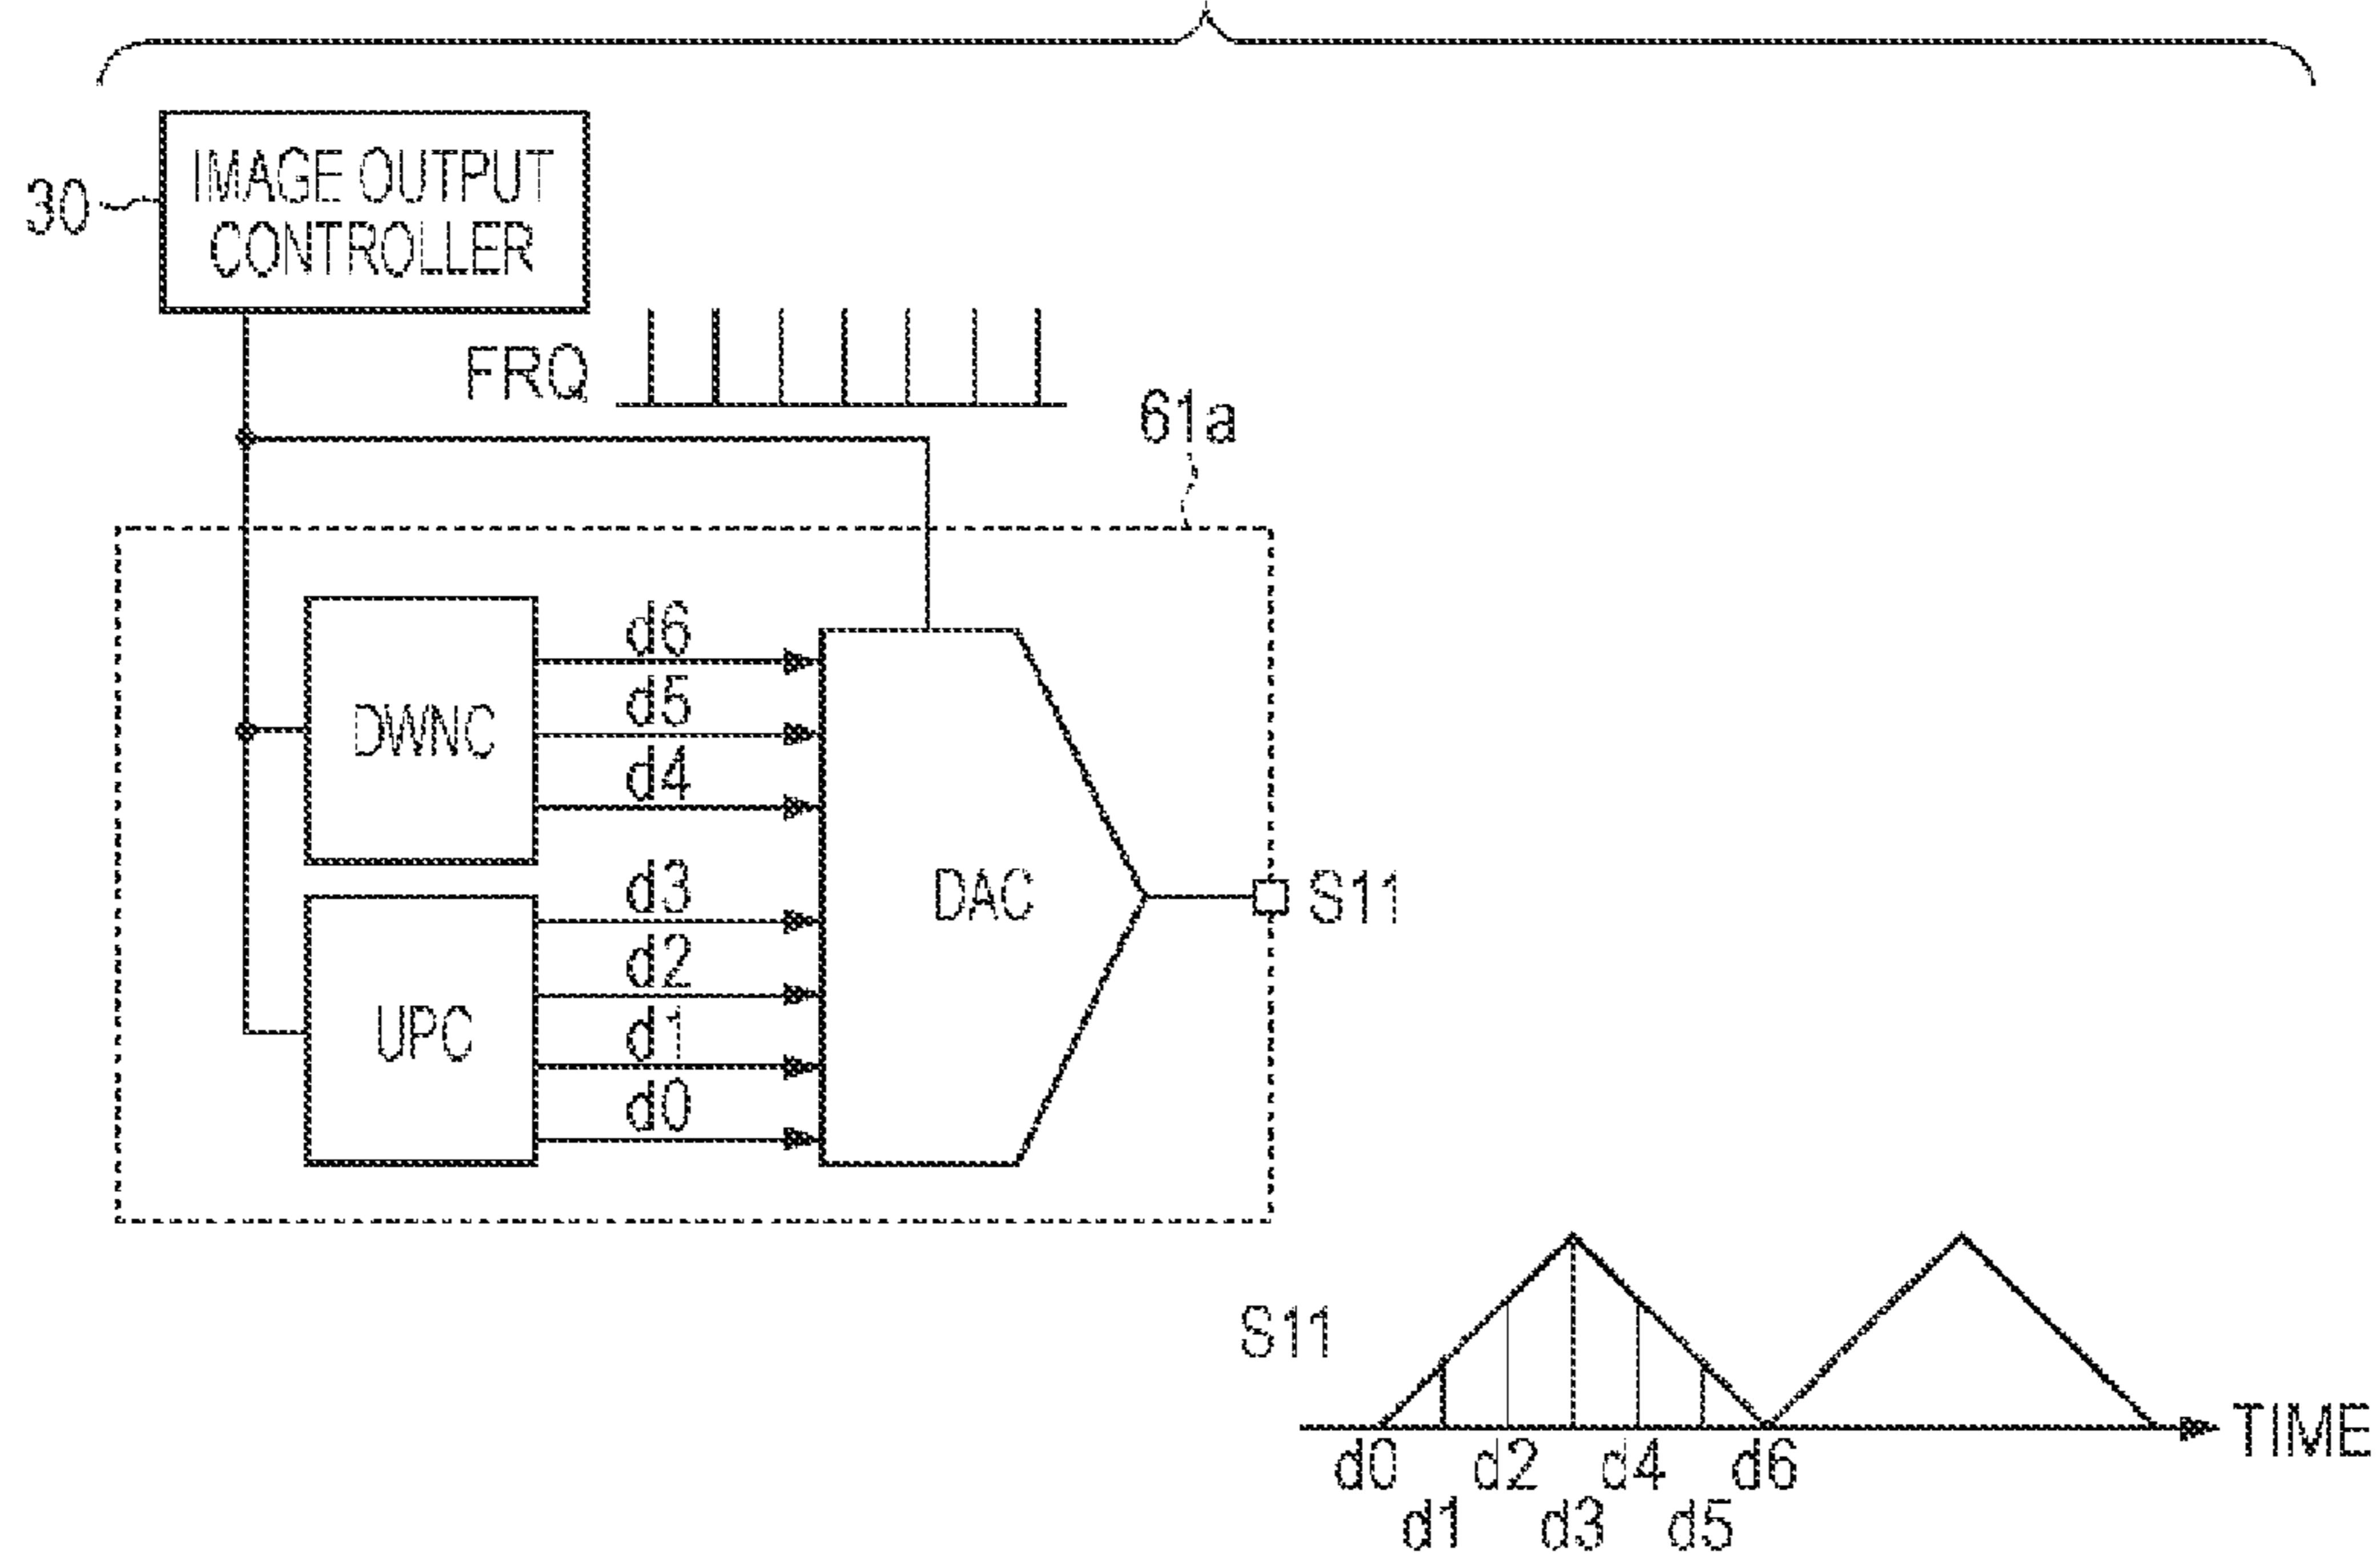 IMAGE OUTPUT
CONTROLLER
30
FRQ
61a
d6
d5
DWNC
d4
d3
DAC
S11
d2
UPC
d1
d0
S11
TIME
d0 d2 d4 d6
d1 d3 d5